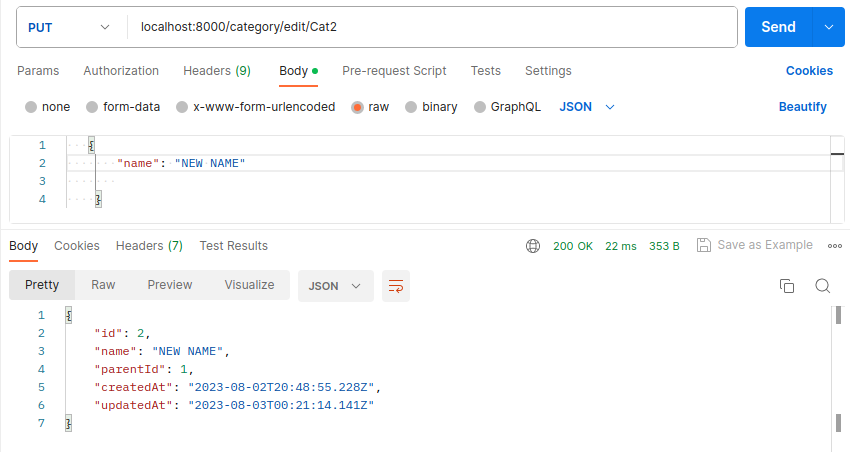 PUT localhost:8000/category/edit/Cat2 Send
Params Authorization Headers (9) Body Pre-request Script Tests Settings Cookies
none form-data x-www-form-urlencoded raw binary GraphQL JSON Beautify
1 {
2 "name": "NEW NAME"
3
4 }
Body Cookies Headers (7) Test Results 200 OK 22 ms 353 B Save as Example
Pretty Raw Preview Visualize JSON
1 {
2 "id": 2,
3 "name": "NEW NAME",
4 "parentId": 1,
5 "createdAt": "2023-08-02T20:48:55.228Z",
6 "updatedAt": "2023-08-03T00:21:14.141Z"
7 }